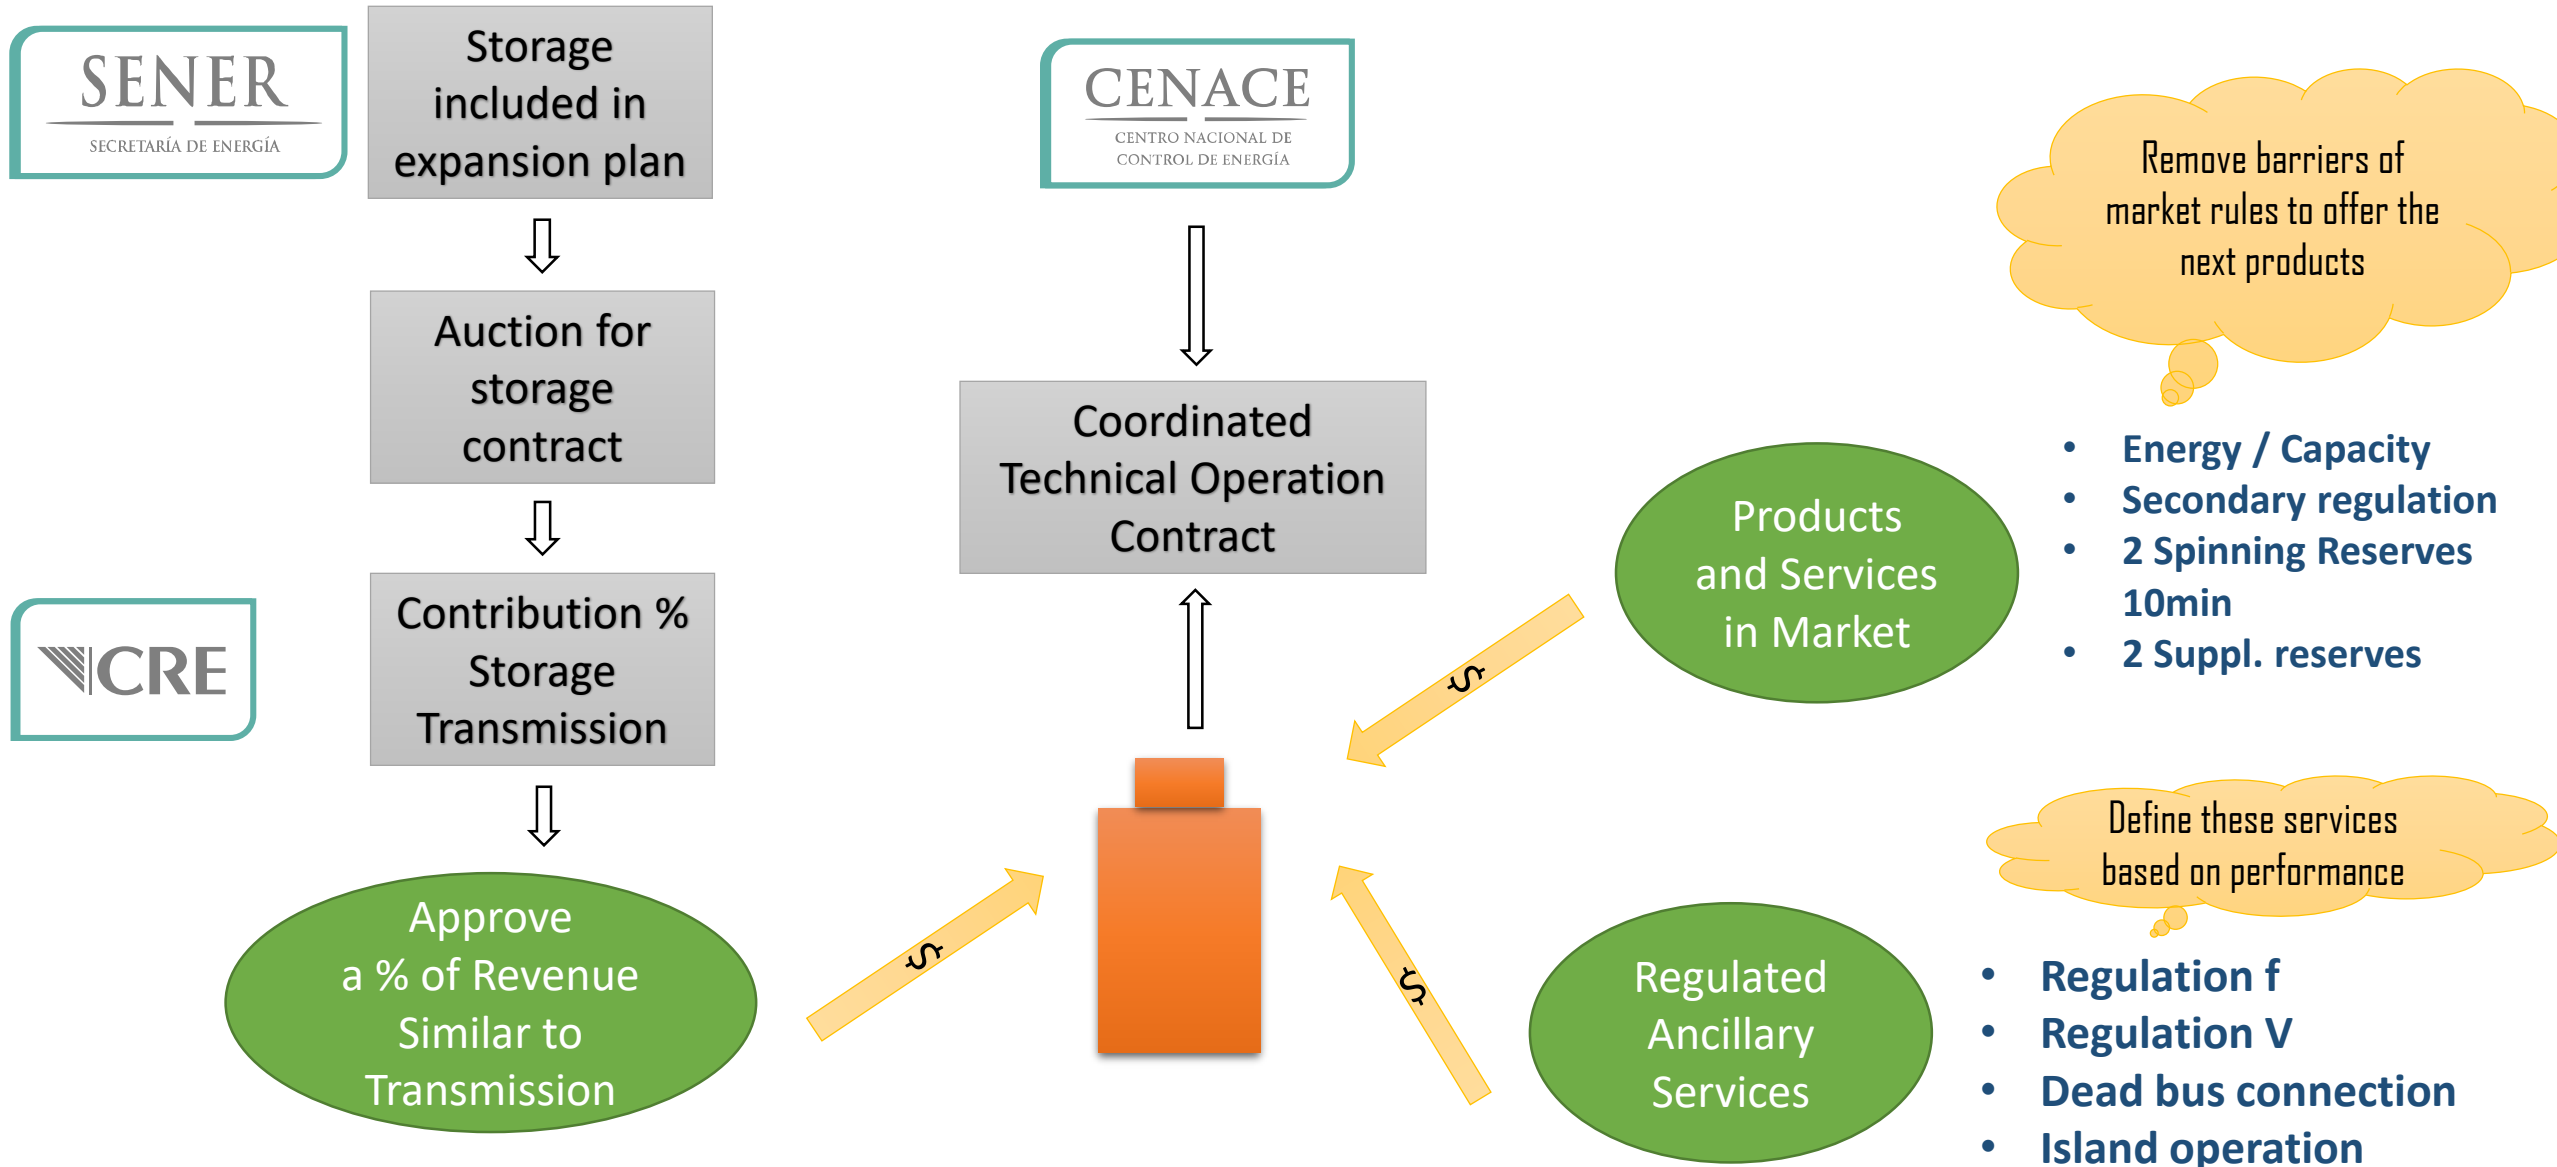 SENER
SECRETARÍA DE ENERGÍA
Storage
included in
expansion plan
Auction for
storage
contract
CRE
Contribution %
Storage
Transmission
Approve
a % of Revenue
Similar to
Transmission
$
CENACE
CENTRO NACIONAL DE
CONTROL DE ENERGÍA
Coordinated
Technical Operation
Contract
$
Products
and Services
in Market
Remove barriers of
market rules to offer the
next products
• Energy / Capacity
• Secondary regulation
• 2 Spinning Reserves
10min
• 2 Suppl. reserves
$
Regulated
Ancillary
Services
Define these services
based on performance
• Regulation f
• Regulation V
• Dead bus connection
• Island operation